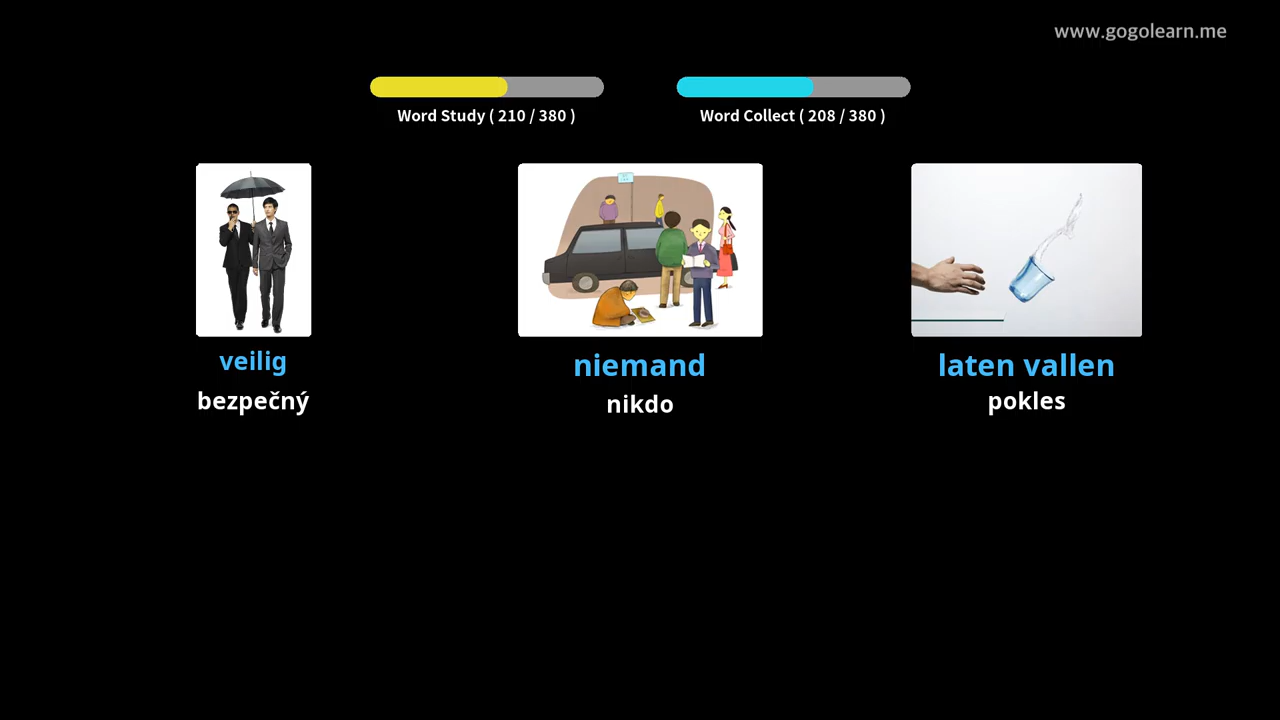 www.gogolearn.me
Word Study ( 210 / 380 )
Word Collect ( 208 / 380 )
veilig
bezpečný
niemand
nikdo
laten vallen
pokles